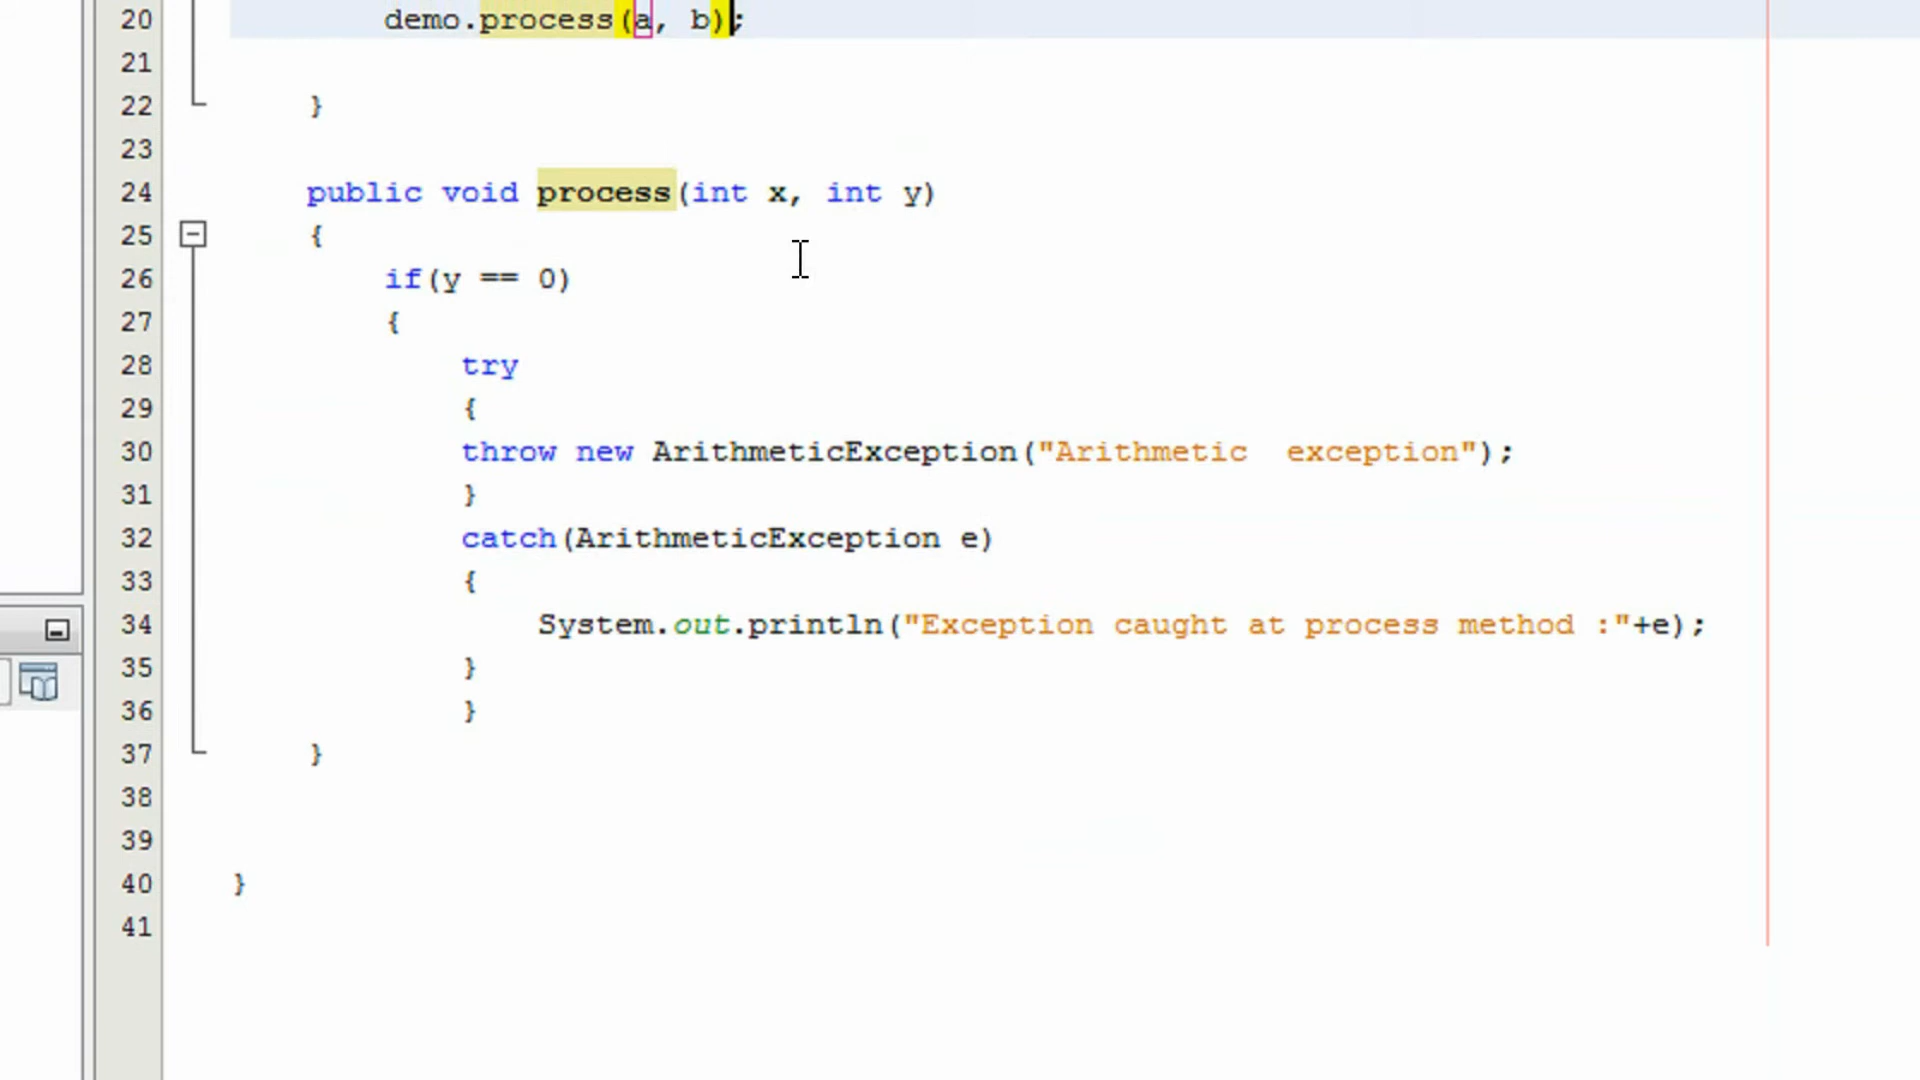 20 demo.process(a, b);
21
22 }
23
24 public void process(int x, int y)
25 {
26 if(y == 0)
27 {
28 try
29 {
30 throw new ArithmeticException("Arithmetic  exception");
31 }
32 catch(ArithmeticException e)
33 {
34 System.out.println("Exception caught at process method :"+e);
35 }
36 }
37 }
38
39
40 }
41